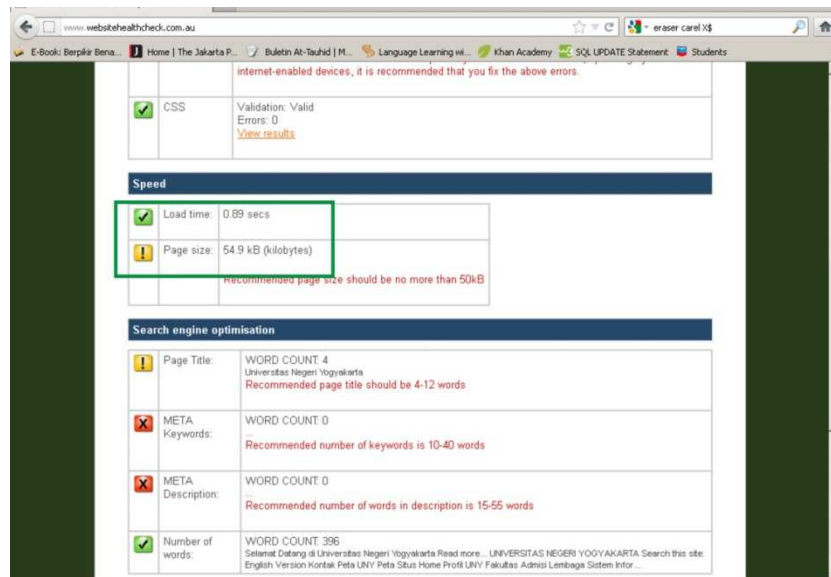 www.websitehealthcheck.com.au
eraser carel X$
E-Book: Berpikir Bena...
Home | The Jakarta P...
Buletin At-Tauhid | M...
Language Learning wi...
Khan Academy
SQL UPDATE Statement
Students
internet-enabled devices, it is recommended that you fix the above errors.
CSS
Validation: Valid
Errors: 0
View results
Speed
Load time: 0.89 secs
Page size: 54.9 kB (kilobytes)
Recommended page size should be no more than 50kB
Search engine optimisation
Page Title: WORD COUNT: 4
Universitas Negeri Yogyakarta
Recommended page title should be 4-12 words
META Keywords: WORD COUNT: 0
...
Recommended number of keywords is 10-40 words
META Description: WORD COUNT: 0
...
Recommended number of words in description is 15-55 words
Number of words: WORD COUNT: 396
Selamat Datang di Universitas Negeri Yogyakarta Read more... UNIVERSITAS NEGERI YOGYAKARTA Search this site:
English Version Kontak Peta UNY Peta Situs Home Profil UNY Fakultas Admisi Lembaga Sistem Infor...